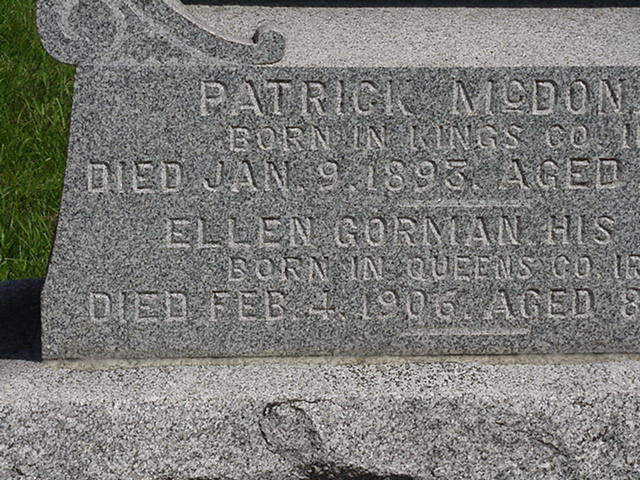 PATRICK McDON
BORN IN KINGS CO. I
DIED JAN. 9. 1893. AGED
ELLEN GORMAN. HIS
BORN IN QUEENS CO. IR
DIED FEB. 4. 1906. AGED 8